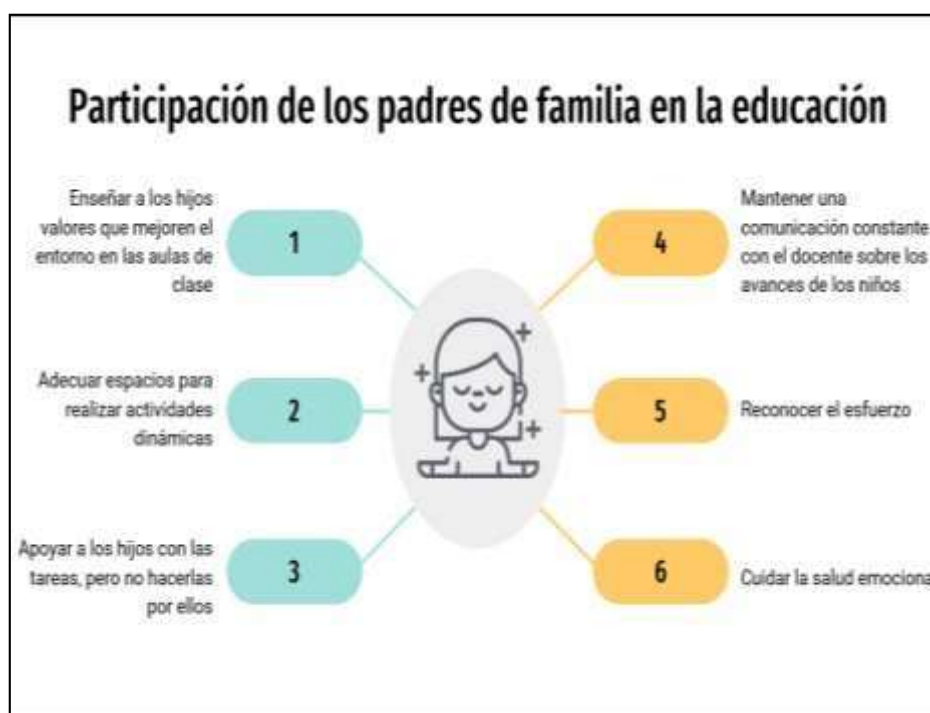 Participación de los padres de familia en la educación
Enseñar a los hijos
valores que mejoren el
entorno en las aulas de
clase
1
Adecuar espacios para
realizar actividades
dinámicas
2
Apoyar a los hijos con las
tareas, pero no hacerlas
por ellos
3
4
Mantener una
comunicación constante
con el docente sobre los
avances de los niños
5
Reconocer el esfuerzo
6
Cuidar la salud emociona